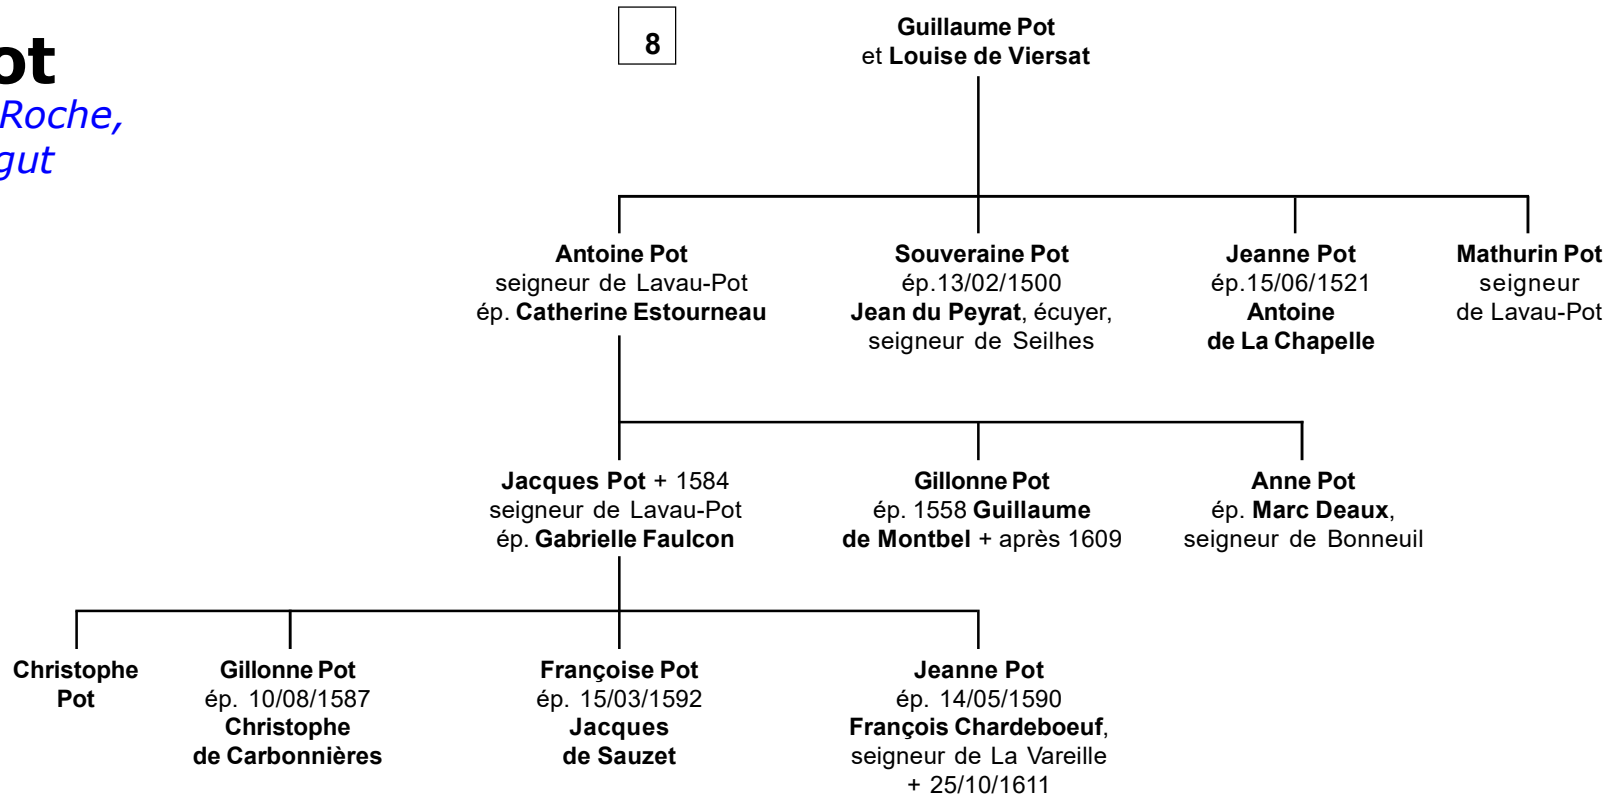 ot
Roche,
gut
8
Guillaume Pot
et Louise de Viersat
Antoine Pot
seigneur de Lavau-Pot
ép. Catherine Estourneau
Souveraine Pot
ép.13/02/1500
Jean du Peyrat, écuyer,
seigneur de Seilhes
Jeanne Pot
ép.15/06/1521
Antoine
de La Chapelle
Mathurin Pot
seigneur
de Lavau-Pot
Jacques Pot + 1584
seigneur de Lavau-Pot
ép. Gabrielle Faulcon
Gillonne Pot
ép. 1558 Guillaume
de Montbel + après 1609
Anne Pot
ép. Marc Deaux,
seigneur de Bonneuil
Christophe
Pot
Gillonne Pot
ép. 10/08/1587
Christophe
de Carbonnières
Françoise Pot
ép. 15/03/1592
Jacques
de Sauzet
Jeanne Pot
ép. 14/05/1590
François Chardeboeuf,
seigneur de La Vareille
+ 25/10/1611